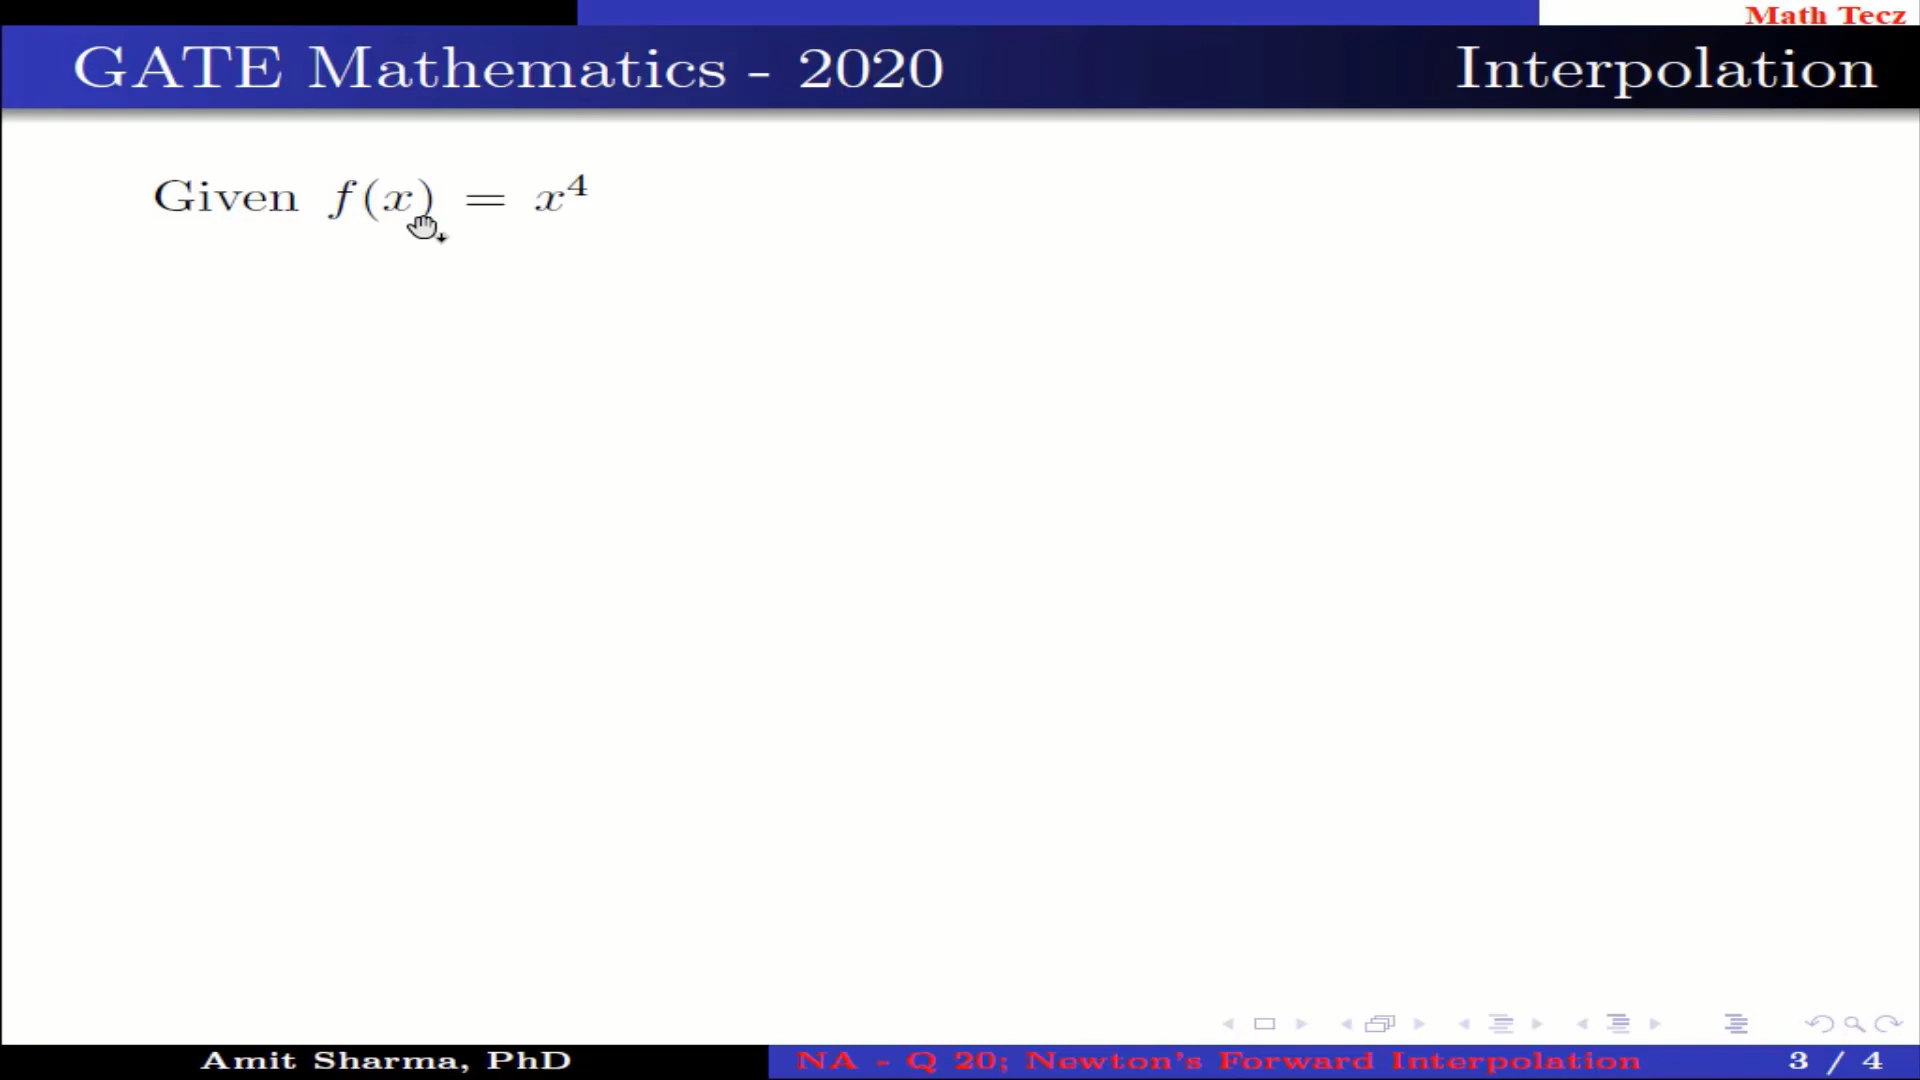 Math Tecz
GATE Mathematics - 2020 Interpolation
Given f(x) = x⁴
Amit Sharma, PhD NA - Q 20; Newton's Forward Interpolation 3 / 4